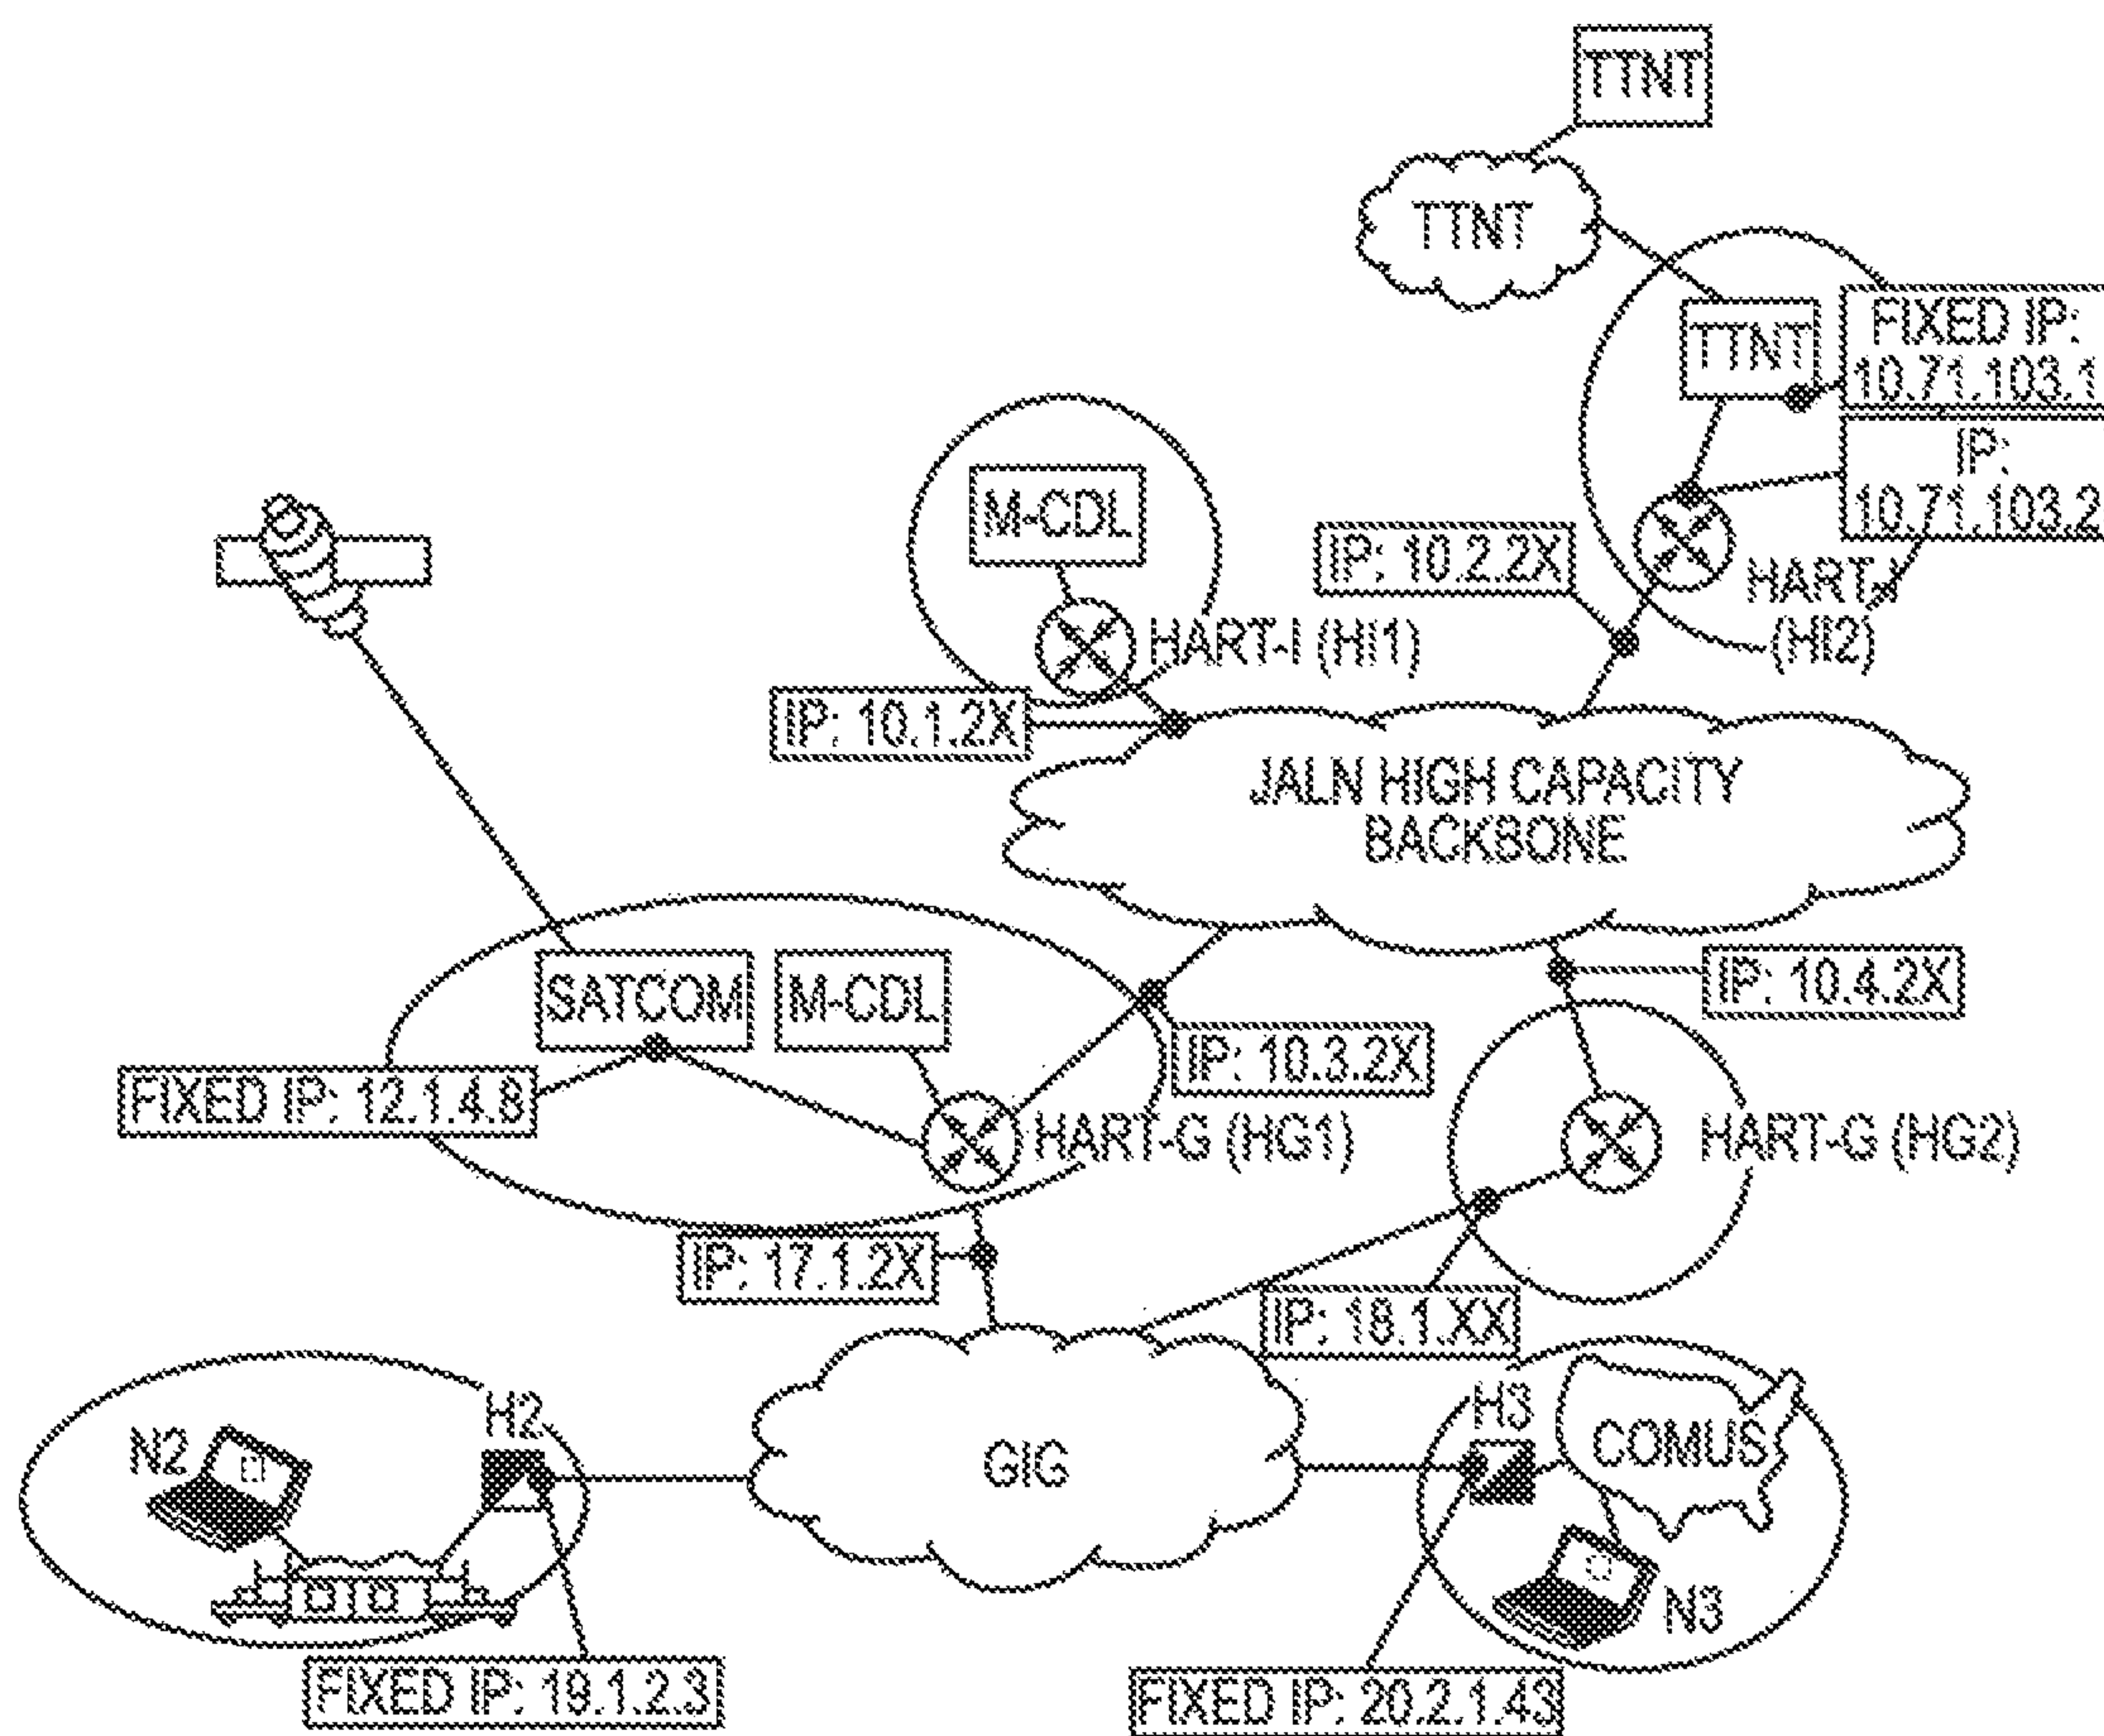 TTNT
TTNT
TTNT
FIXED IP:
10.71.103.1
IP:
10.71.103.2
M-CDL
IP: 10.2.2X
HART-I
(HI2)
HART-I (HI1)
IP: 10.1.2X
JALN HIGH CAPACITY
BACKBONE
SATCOM
M-CDL
IP: 10.4.2X
IP: 10.3.2X
FIXED IP: 12.1.4.8
HART-G (HG1)
HART-G (HG2)
IP: 17.1.2X
IP: 18.1.XX
N2
H2
GIG
H3
COMUS
N3
FIXED IP: 19.1.2.3
FIXED IP: 20.2.1.43